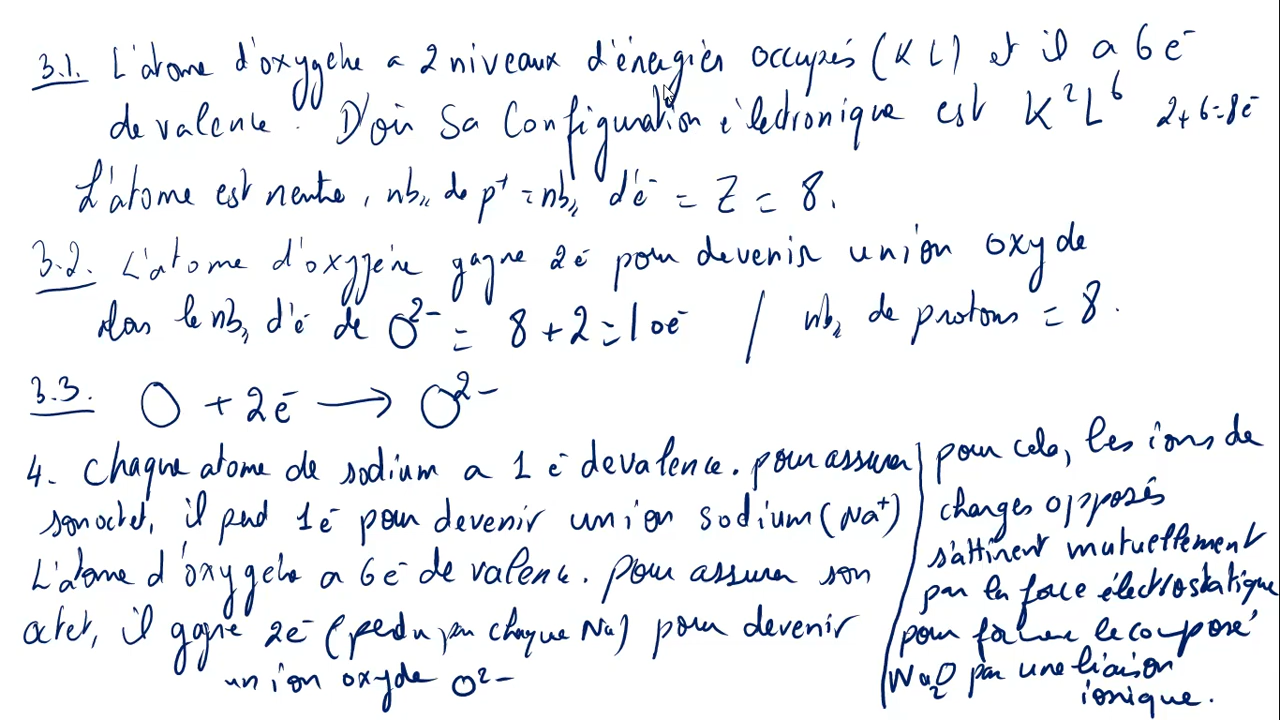 3.1. L'atome d'oxygène a 2 niveaux d'énergies occupés (K L) et il a 6 e⁻
de valence. D'où sa configuration électronique est K²L⁶ 2+6=8e⁻
L'atome est neutre, nb, de p⁺ = nb, d'e⁻ = Z = 8.
3.2. L'atome d'oxygène gagne 2e⁻ pour devenir un ion oxyde
Alors le nb, d'e⁻ de O²⁻ = 8+2=10e⁻ / nb, de protons = 8.
3.3. O + 2e⁻ → O²⁻
4. Chaque atome de sodium a 1 e⁻ de valence. pour assurer
son octet, il perd 1e⁻ pour devenir un ion sodium (Na⁺)
L'atome d'oxygène a 6e⁻ de valence. Pour assurer son
octet, il gagne 2e⁻ (perdu par chaque Na) pour devenir
un ion oxyde O²⁻
pour cela, les ions de
charges opposés
s'attirent mutuellement
par la force électrostatique
pour former le composé
Na₂O par une liaison
ionique.